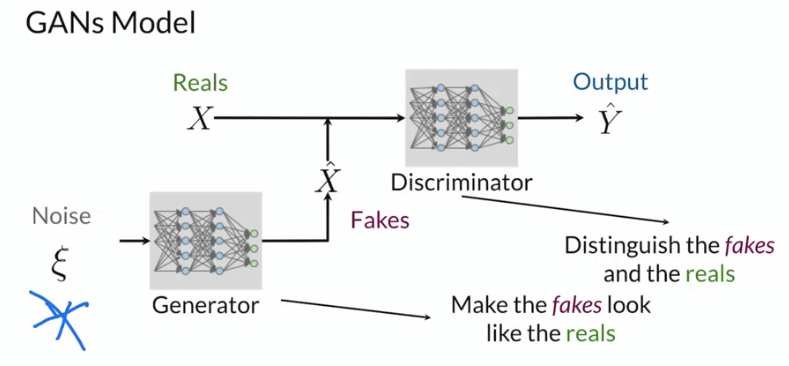 GANs Model
Reals
Output
X
Ŷ
Discriminator
X̂
Fakes
Noise
ξ
Generator
Distinguish the fakes
and the reals
Make the fakes look
like the reals